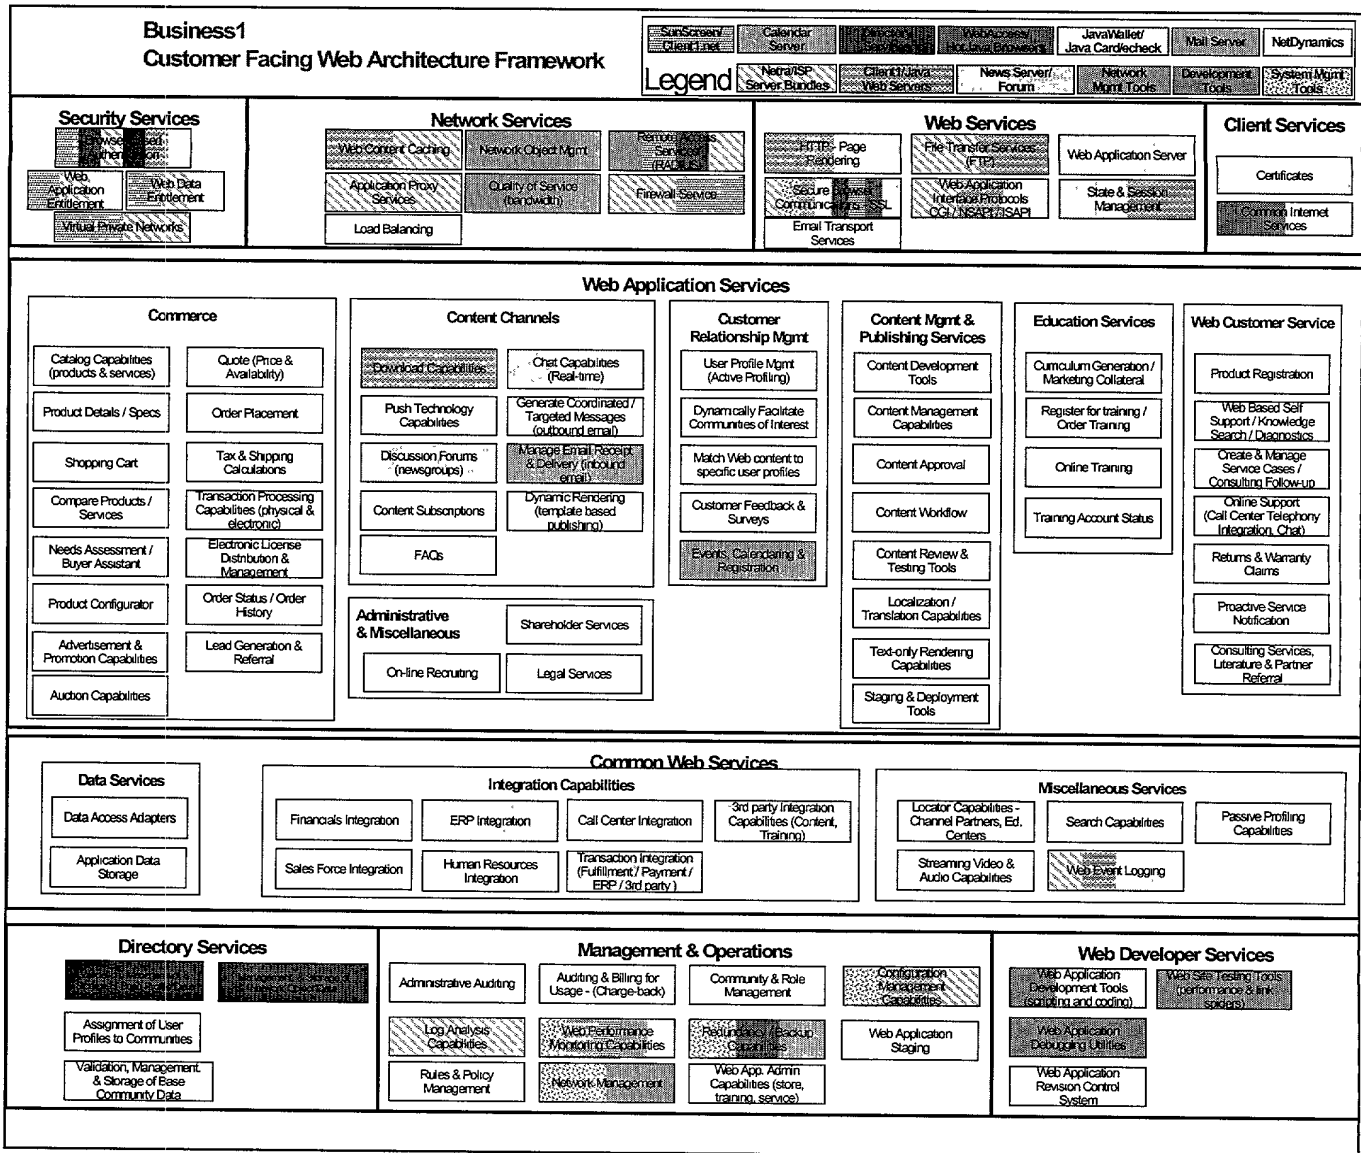 Business1
Customer Facing Web Architecture Framework
Legend
SunScreen/
Client1.net
Calendar
Server
Directory
WebAccess/
HotJava Browsers
JavaWallet/
Java Card/echeck
Mail Server
NetDynamics
Netra/ISP
Server Bundles
Client1/Java
Web Servers
News Server/
Forum
Network
Mgmt Tools
Development
Tools
System Mgmt
Tools
Security Services
Web,
Application
Entitlement
Web Data
Entitlement
Virtual Private Networks
Network Services
Web Content Caching
Network Object Mgmt
Remote Access
Services
(RADIUS)
Application Proxy
Services
Quality of Service
(bandwidth)
Firewall Service
Load Balancing
Web Services
HTTP - Page
Rendering
File Transfer Services
(FTP)
Web Application Server
Secure Browser
Communications - SSL
Web Application
Interface Protocols
CGI / NSAPI / ISAPI
State & Session
Management
Email Transport
Services
Client Services
Certificates
Common Internet
Services
Web Application Services
Commerce
Catalog Capabilities
(products & services)
Quote (Price &
Availability)
Product Details / Specs
Order Placement
Shopping Cart
Tax & Shipping
Calculations
Compare Products /
Services
Transaction Processing
Capabilities (physical &
electronic)
Needs Assessment /
Buyer Assistant
Electronic License
Distribution &
Management
Product Configurator
Order Status / Order
History
Advertisement &
Promotion Capabilities
Lead Generation &
Referral
Auction Capabilities
Content Channels
Download Capabilities
Chat Capabilities
(Real-time)
Push Technology
Capabilities
Generate Coordinated /
Targeted Messages
(outbound email)
Discussion Forums
(newsgroups)
Manage Email Receipt
& Delivery (inbound
email)
Content Subscriptions
Dynamic Rendering
(template based
publishing)
FAQs
Administrative
& Miscellaneous
Shareholder Services
On-line Recruiting
Legal Services
Customer
Relationship Mgmt
User Profile Mgmt
(Active Profiling)
Dynamically Facilitate
Communities of Interest
Match Web content to
specific user profiles
Customer Feedback &
Surveys
Events, Calendaring &
Registration
Content Mgmt &
Publishing Services
Content Development
Tools
Content Management
Capabilities
Content Approval
Content Workflow
Content Review &
Testing Tools
Localization /
Translation Capabilities
Text-only Rendering
Capabilities
Staging & Deployment
Tools
Education Services
Curriculum Generation /
Marketing Collateral
Register for training /
Order Training
Online Training
Training Account Status
Web Customer Service
Product Registration
Web Based Self
Support / Knowledge
Search / Diagnostics
Create & Manage
Service Cases /
Consulting Follow-up
Online Support
(Call Center Telephony
Integration, Chat)
Returns & Warranty
Claims
Proactive Service
Notification
Consulting Services,
Literature & Partner
Referral
Common Web Services
Data Services
Data Access Adapters
Application Data
Storage
Integration Capabilities
Financials Integration
ERP Integration
Call Center Integration
3rd party Integration
Capabilities (Content,
Training)
Sales Force Integration
Human Resources
Integration
Transaction Integration
(Fulfillment / Payment /
ERP / 3rd party )
Miscellaneous Services
Locator Capabilities -
Channel Partners, Ed.
Centers
Search Capabilities
Passive Profiling
Capabilities
Streaming Video &
Audio Capabilities
Web Event Logging
Directory Services
Assignment of User
Profiles to Communities
Validation, Management,
& Storage of Base
Community Data
Management & Operations
Administrative Auditing
Auditing & Billing for
Usage - (Charge-back)
Community & Role
Management
Configuration
Management
Capabilities
Log Analysis
Capabilities
Web Performance
Monitoring Capabilities
Redundancy / Backup
Capabilities
Web Application
Staging
Rules & Policy
Management
Network Management
Web App. Admin
Capabilities (store,
training, service)
Web Developer Services
Web Application
Development Tools
(scripting and coding)
Web Site Testing Tools
(performance & link
spiders)
Web Application
Debugging Utilities
Web Application
Revision Control
System